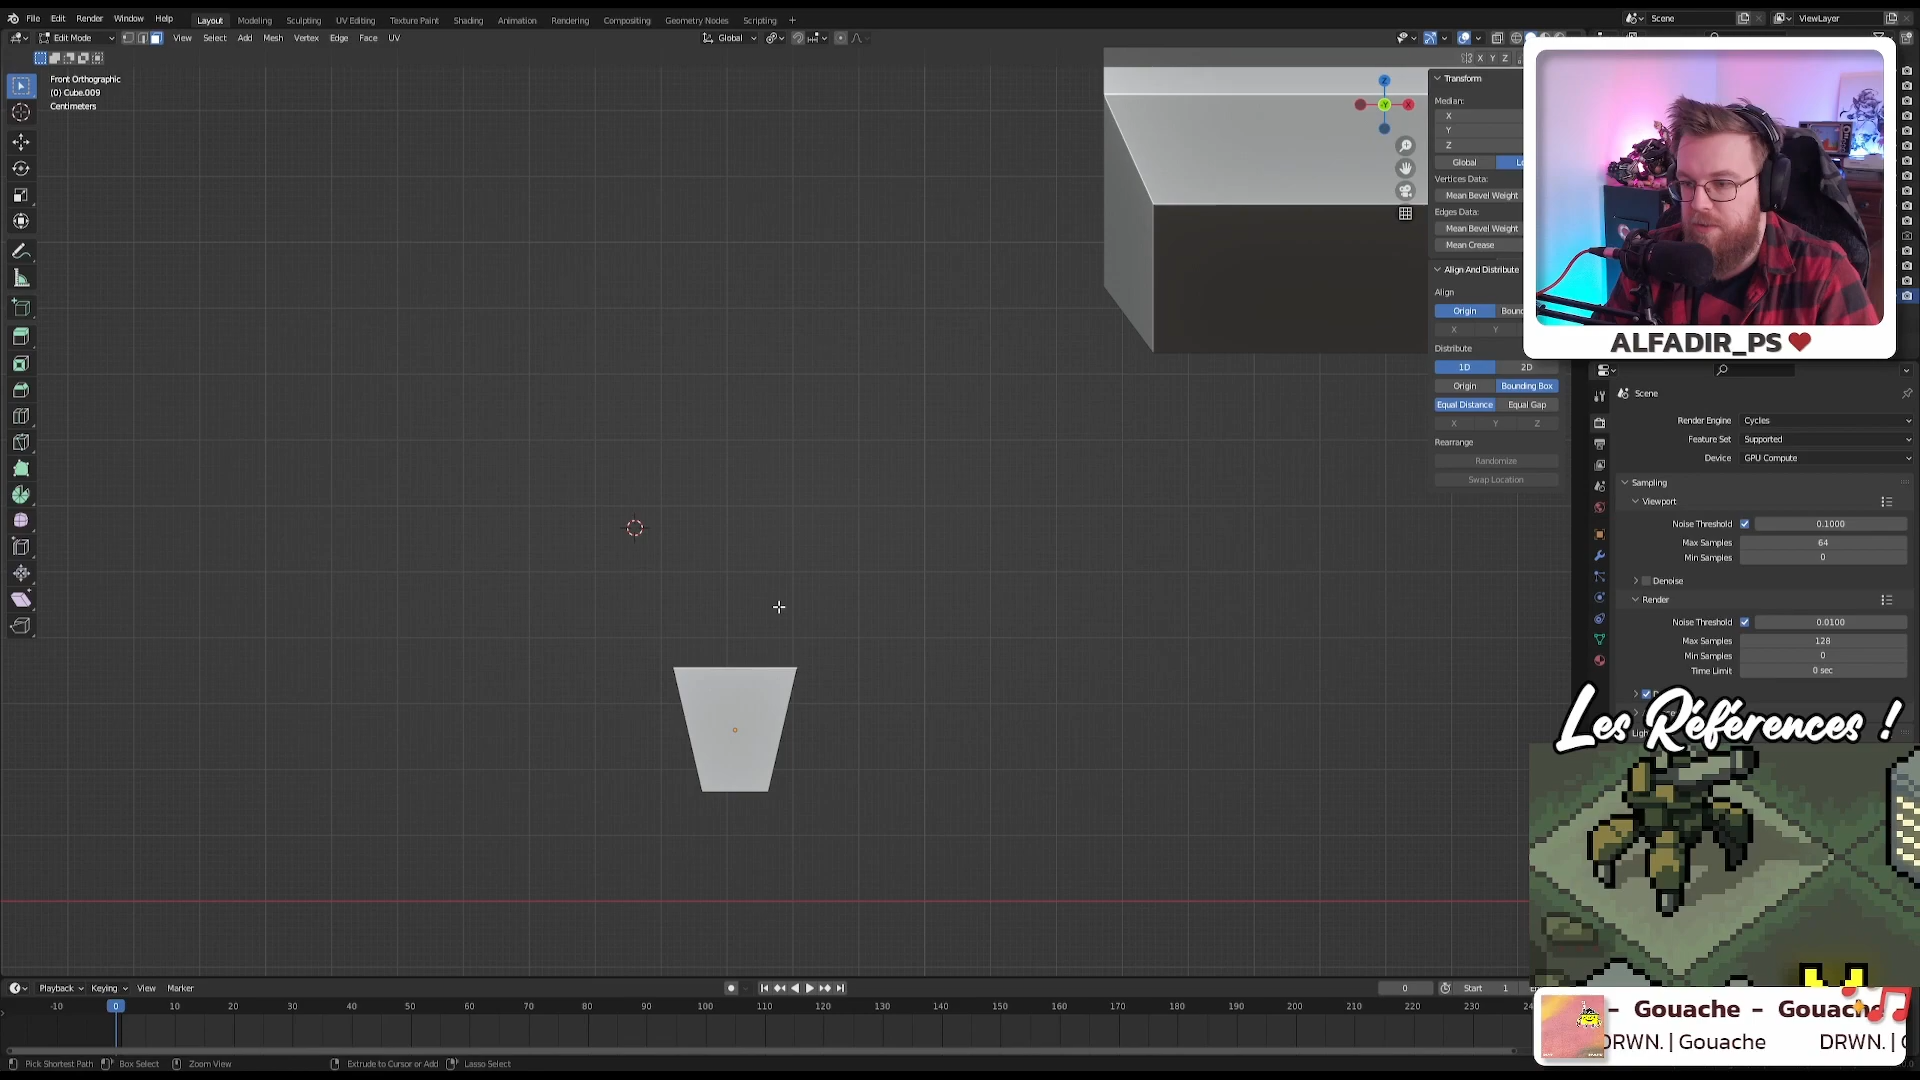 File Edit Render Window Help Layout Modeling Sculpting UV Editing Texture Paint Shading Animation Rendering Compositing Geometry Nodes Scripting + Scene ViewLayer
Edit Mode View Select Add Mesh Vertex Edge Face UV Global
X Y Z
Front Orthographic
(0) Cube.009
Centimeters
Z
Y
X
Transform
Median:
X
Y
Z
Global
Vertices Data:
Mean Bevel Weight
Edges Data:
Mean Bevel Weight
Mean Crease
Align And Distribute
Align
Origin
X Y
Distribute
1D 2D
Origin Bounding Box
Equal Distance Equal Gap
X Y Z
Rearrange
Randomize
Swap Location
ALFADIR_PS
Scene
Render Engine Cycles
Feature Set Supported
Device GPU Compute
Sampling
Viewport
Noise Threshold 0.1000
Max Samples 64
Min Samples 0
Denoise
Render
Noise Threshold 0.0100
Max Samples 128
Min Samples 0
Time Limit 0 sec
Les Références !
Playback Keying View Marker 0 Start 1
-10 0 10 20 30 40 50 60 70 80 90 100 110 120 130 140 150 160 170 180 190 200 210 220 230
- Gouache - Gouache
DRWN. | Gouache DRWN. |
Pick Shortest Path Box Select Zoom View Extrude to Cursor or Add Lasso Select